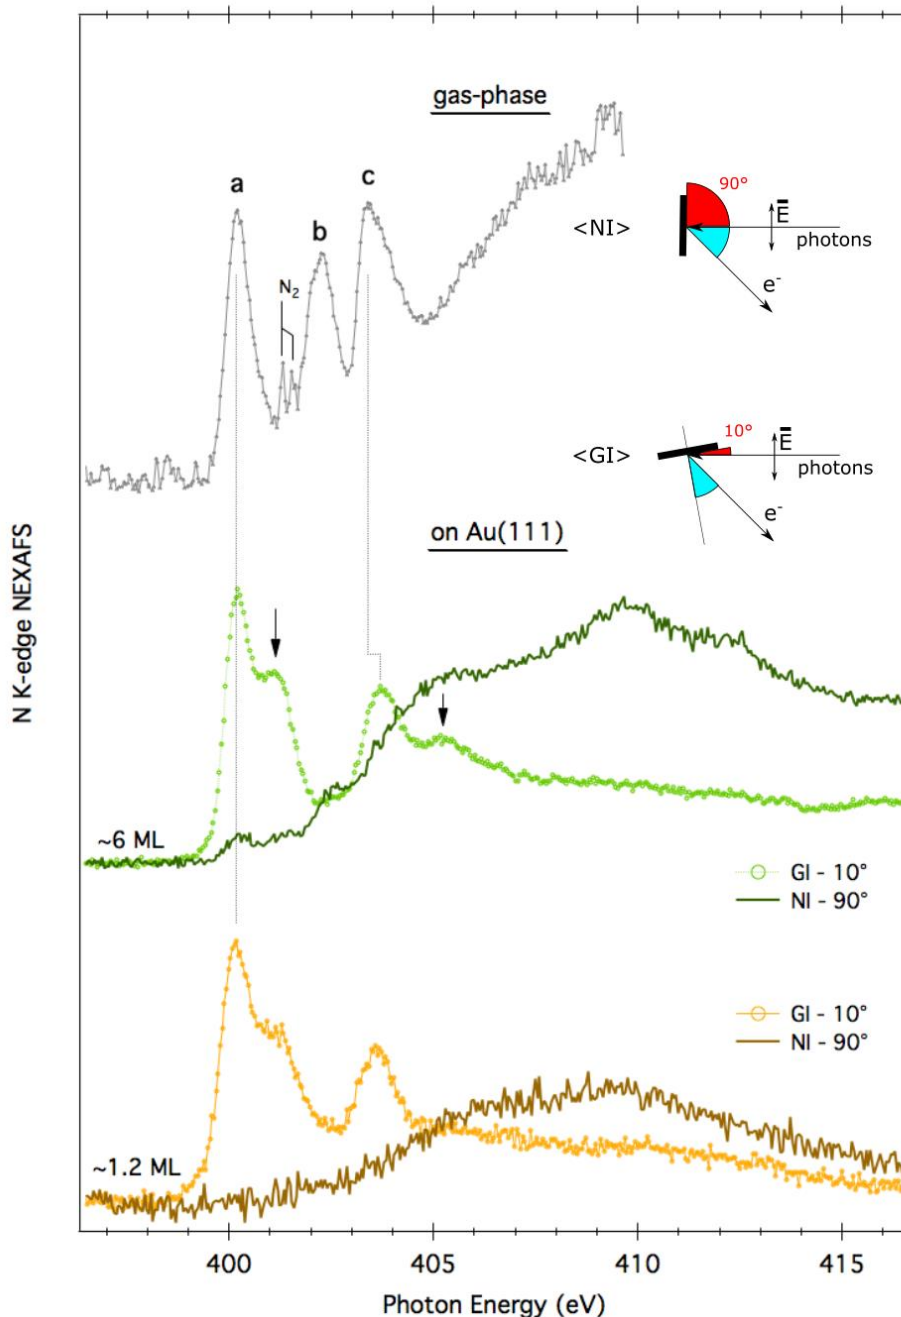 gas-phase
a
c
b
N2
<NI>
90°
E
photons
e-
<GI>
10°
E
photons
e-
on Au(111)
N K-edge NEXAFS
~6 ML
GI - 10°
NI - 90°
GI - 10°
NI - 90°
~1.2 ML
400
405
410
415
Photon Energy (eV)